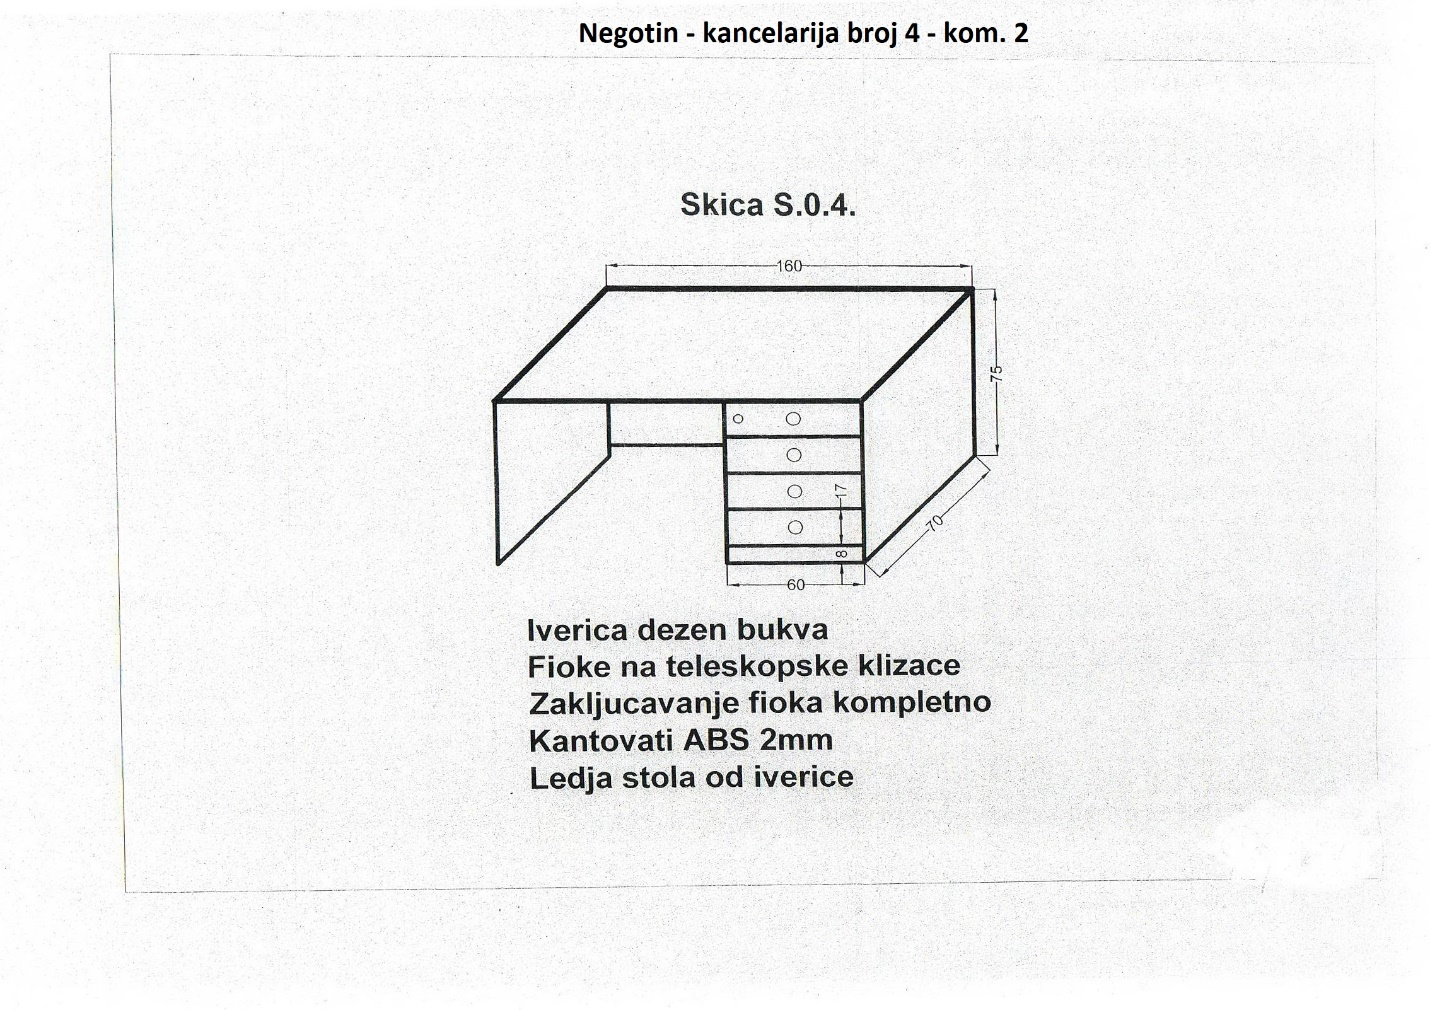 Negotin - kancelarija broj 4 - kom. 2
Skica S.0.4.
160
75
17
70
8
60
Iverica dezen bukva
Fioke na teleskopske klizace
Zakljucavanje fioka kompletno
Kantovati ABS 2mm
Ledja stola od iverice